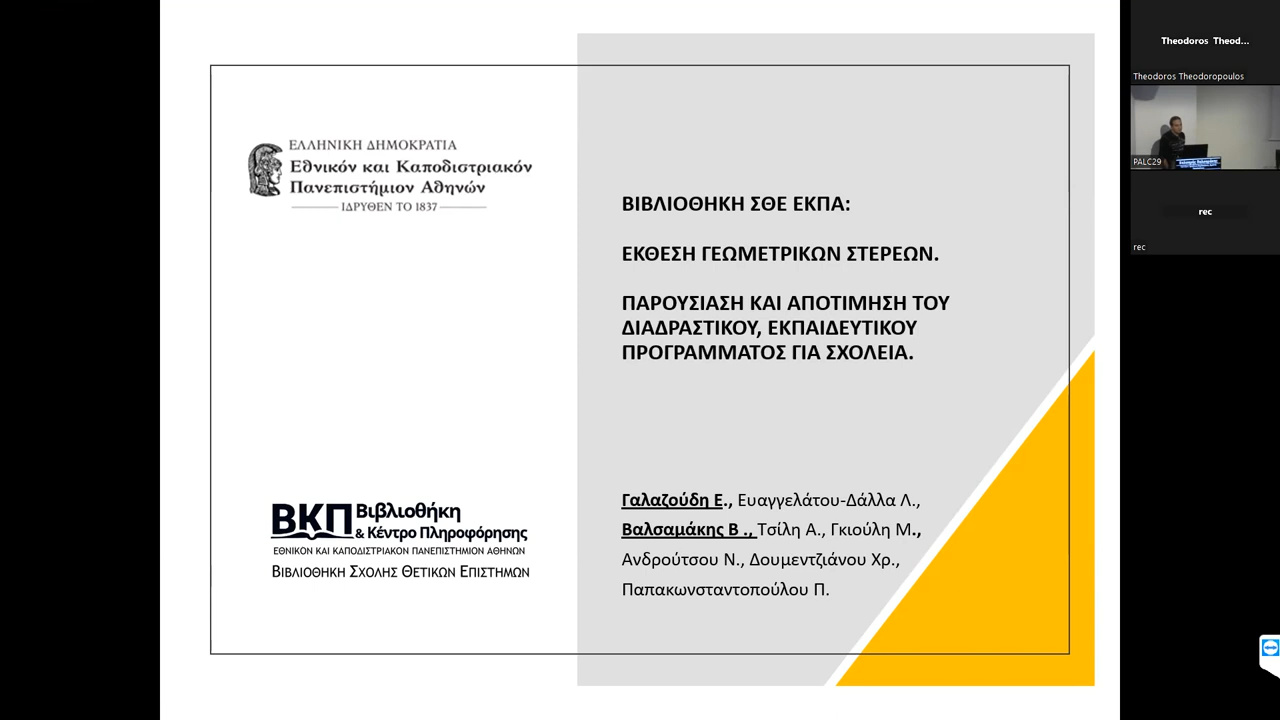 ΕΛΛΗΝΙΚΗ ΔΗΜΟΚΡΑΤΙΑ
Εθνικόν και Καποδιστριακόν
Πανεπιστήμιον Αθηνών
ΙΔΡΥΘΕΝ ΤΟ 1837
ΒΙΒΛΙΟΘΗΚΗ ΣΘΕ ΕΚΠΑ:
ΕΚΘΕΣΗ ΓΕΩΜΕΤΡΙΚΩΝ ΣΤΕΡΕΩΝ.
ΠΑΡΟΥΣΙΑΣΗ ΚΑΙ ΑΠΟΤΙΜΗΣΗ ΤΟΥ
ΔΙΑΔΡΑΣΤΙΚΟΥ, ΕΚΠΑΙΔΕΥΤΙΚΟΥ
ΠΡΟΓΡΑΜΜΑΤΟΣ ΓΙΑ ΣΧΟΛΕΙΑ.
Γαλαζούδη Ε., Ευαγγελάτου-Δάλλα Λ.,
Βαλσαμάκης Β ., Τσίλη Α., Γκιούλη Μ.,
Ανδρούτσου Ν., Δουμεντζιάνου Χρ.,
Παπακωνσταντοπούλου Π.
ΒΚΠ Βιβλιοθήκη
& Κέντρο Πληροφόρησης
ΕΘΝΙΚΟΝ ΚΑΙ ΚΑΠΟΔΙΣΤΡΙΑΚΟΝ ΠΑΝΕΠΙΣΤΗΜΙΟΝ ΑΘΗΝΩΝ
ΒΙΒΛΙΟΘΗΚΗ ΣΧΟΛΗΣ ΘΕΤΙΚΩΝ ΕΠΙΣΤΗΜΩΝ
Theodoros Theod...
Theodoros Theodoropoulos
PALC29
rec
rec